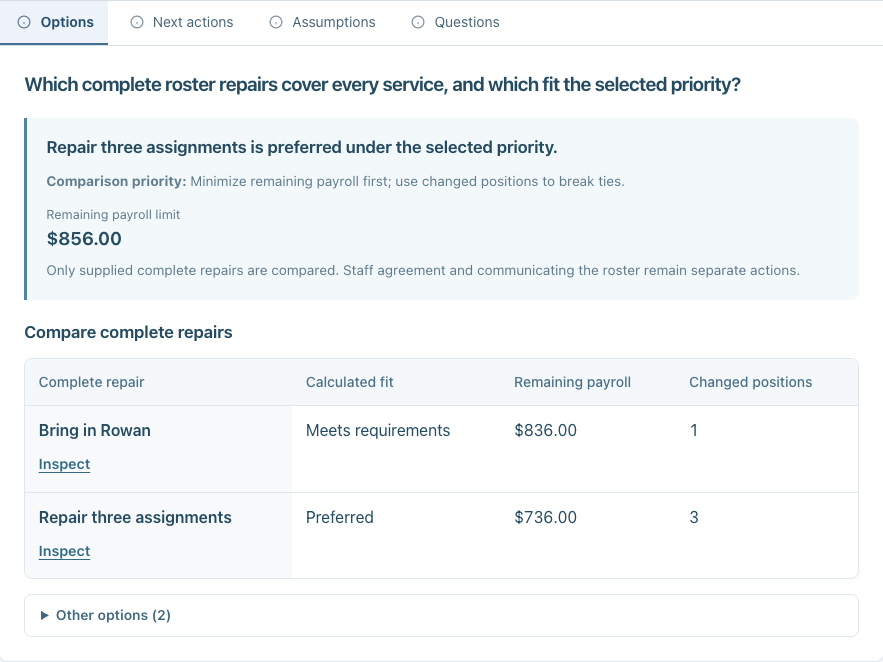 Options
Next actions
Assumptions
Questions
Which complete roster repairs cover every service, and which fit the selected priority?
Repair three assignments is preferred under the selected priority.
Comparison priority: Minimize remaining payroll first; use changed positions to break ties.
Remaining payroll limit
$856.00
Only supplied complete repairs are compared. Staff agreement and communicating the roster remain separate actions.
Compare complete repairs
Complete repair Calculated fit Remaining payroll Changed positions
Bring in Rowan Meets requirements $836.00 1
Inspect
Repair three assignments Preferred $736.00 3
Inspect
Other options (2)